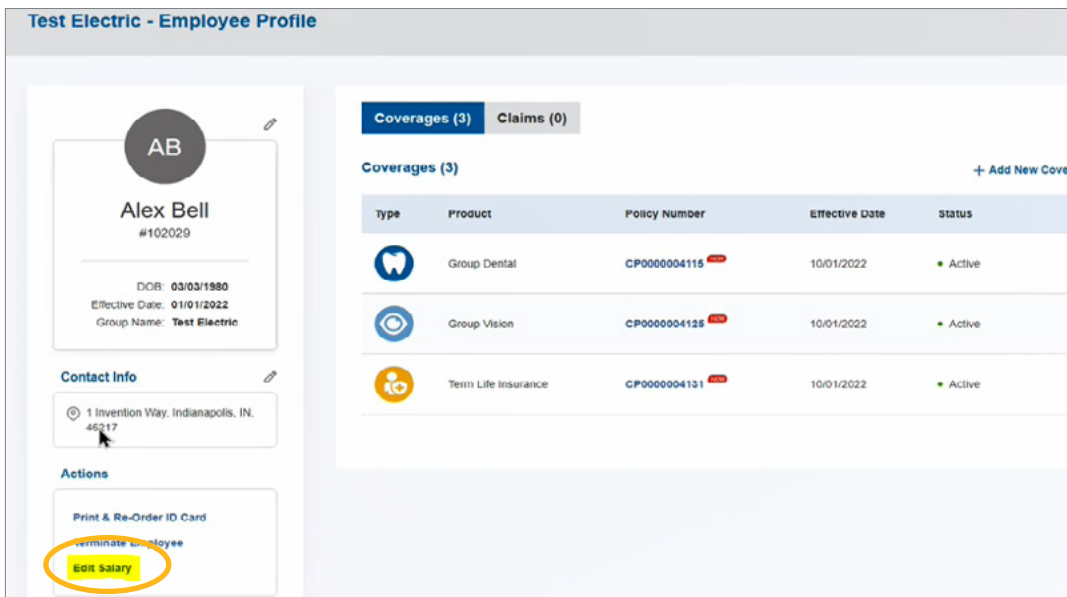 Test Electric - Employee Profile
AB
Alex Bell
#102029
DOB: 03/03/1980
Effective Date: 01/01/2022
Group Name: Test Electric
Contact Info
1 Invention Way, Indianapolis, IN,
46217
Actions
Print & Re-Order ID Card
Terminate Employee
Edit Salary
Coverages (3) Claims (0)
Coverages (3) + Add New Cove
Type Product Policy Number Effective Date Status
Group Dental CP0000004115 NEW 10/01/2022 Active
Group Vision CP0000004125 NEW 10/01/2022 Active
Term Life Insurance CP0000004131 NEW 10/01/2022 Active